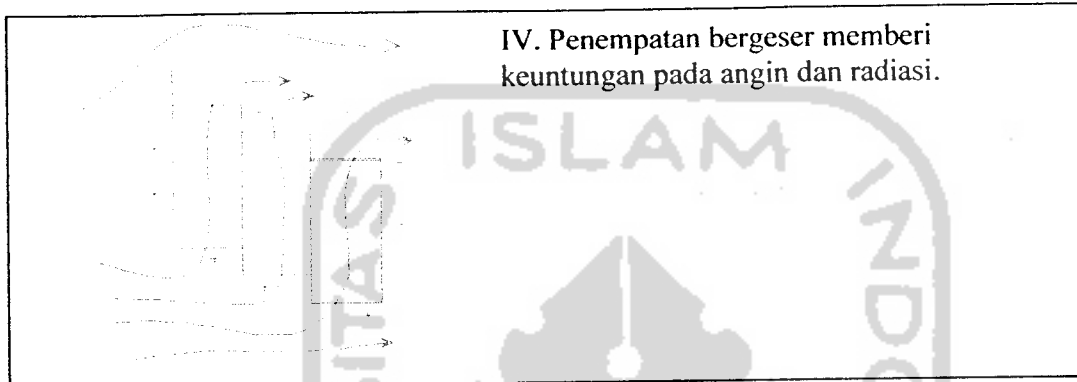 IV. Penempatan bergeser memberi
keuntungan pada angin dan radiasi.
ISLAM